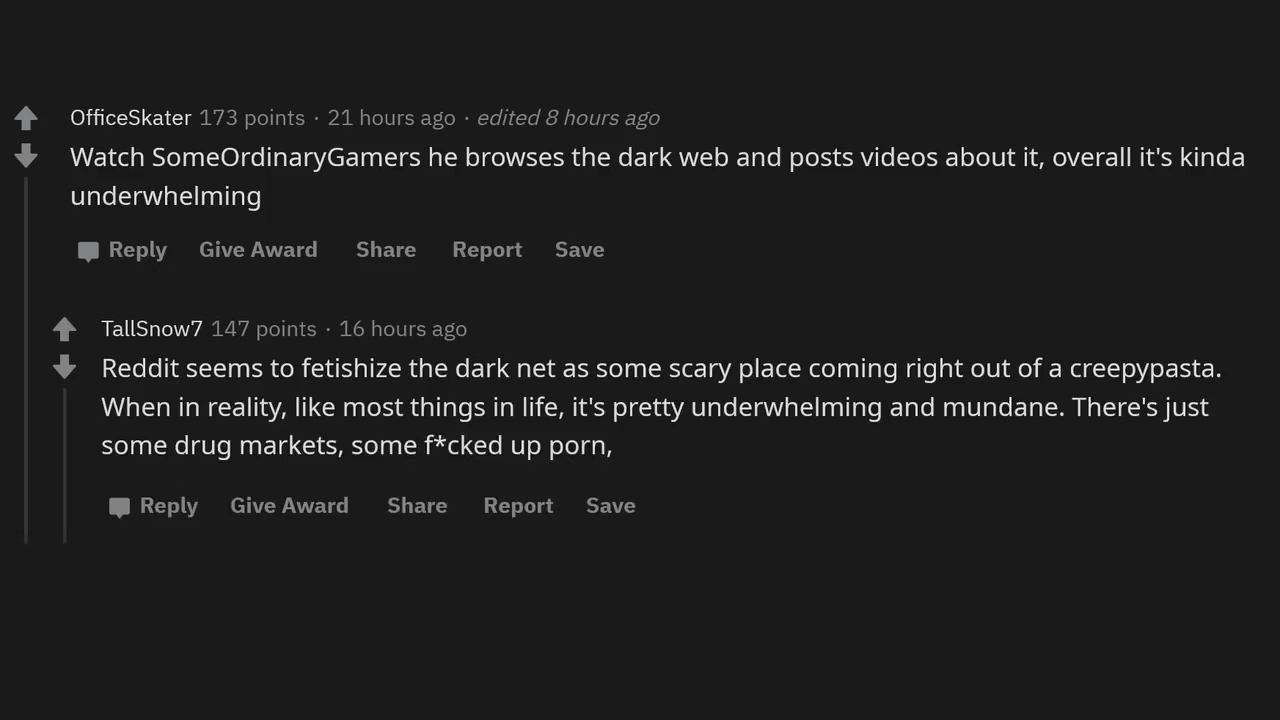 OfficeSkater 173 points · 21 hours ago · edited 8 hours ago
Watch SomeOrdinaryGamers he browses the dark web and posts videos about it, overall it's kinda
underwhelming
Reply Give Award Share Report Save
TallSnow7 147 points · 16 hours ago
Reddit seems to fetishize the dark net as some scary place coming right out of a creepypasta.
When in reality, like most things in life, it's pretty underwhelming and mundane. There's just
some drug markets, some f*cked up porn,
Reply Give Award Share Report Save